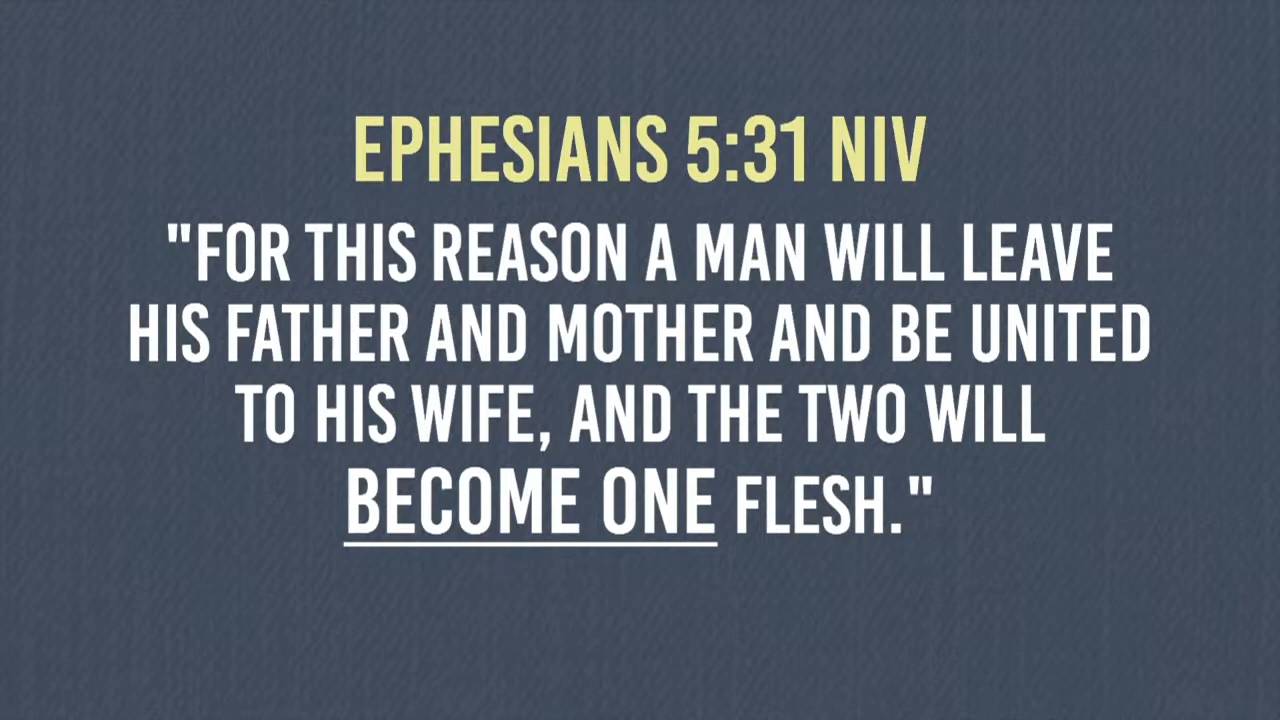 EPHESIANS 5:31 NIV
"FOR THIS REASON A MAN WILL LEAVE
HIS FATHER AND MOTHER AND BE UNITED
TO HIS WIFE, AND THE TWO WILL
BECOME ONE FLESH."